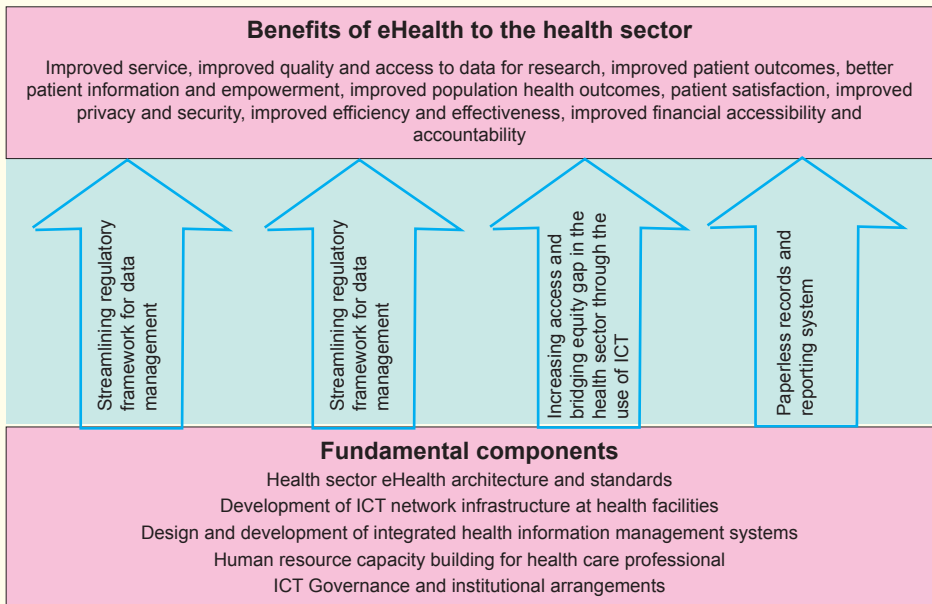 Benefits of eHealth to the health sector
Improved service, improved quality and access to data for research, improved patient outcomes, better
patient information and empowerment, improved population health outcomes, patient satisfaction, improved
privacy and security, improved efficiency and effectiveness, improved financial accessibility and
accountability
Streamlining regulatory
framework for data
management
Streamlining regulatory
framework for data
management
Increasing access and
bridging equity gap in the
health sector through the
use of ICT
Paperless records and
reporting system
Fundamental components
Health sector eHealth architecture and standards
Development of ICT network infrastructure at health facilities
Design and development of integrated health information management systems
Human resource capacity building for health care professional
ICT Governance and institutional arrangements